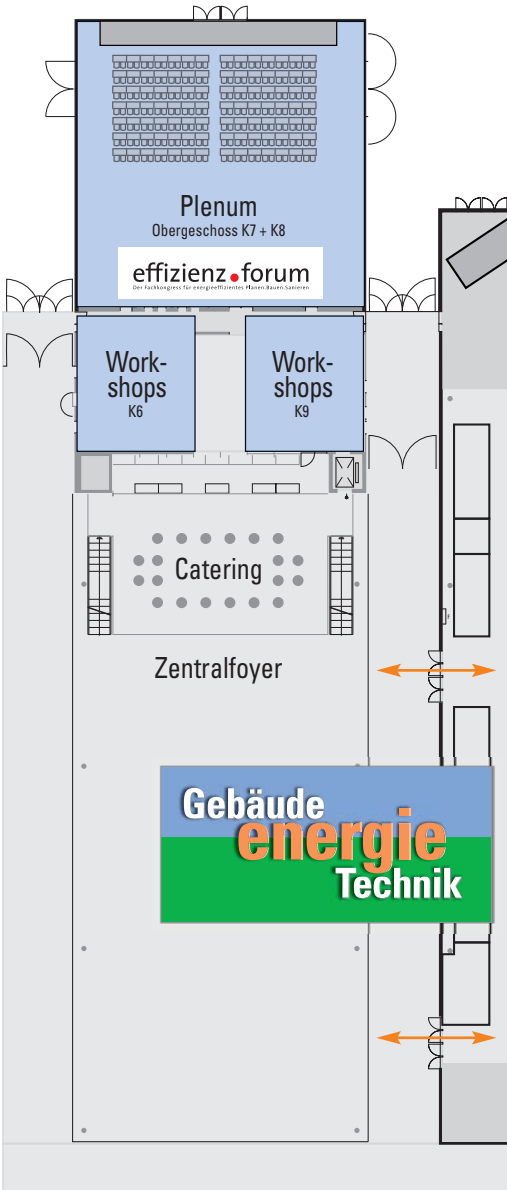 Plenum
Obergeschoss K7 + K8
effizienz.forum
Der Fachkongress für energieeffizientes Planen.Bauen.Sanieren
Work-
shops
K6
Work-
shops
K9
Catering
Zentralfoyer
Gebäude
energie
Technik